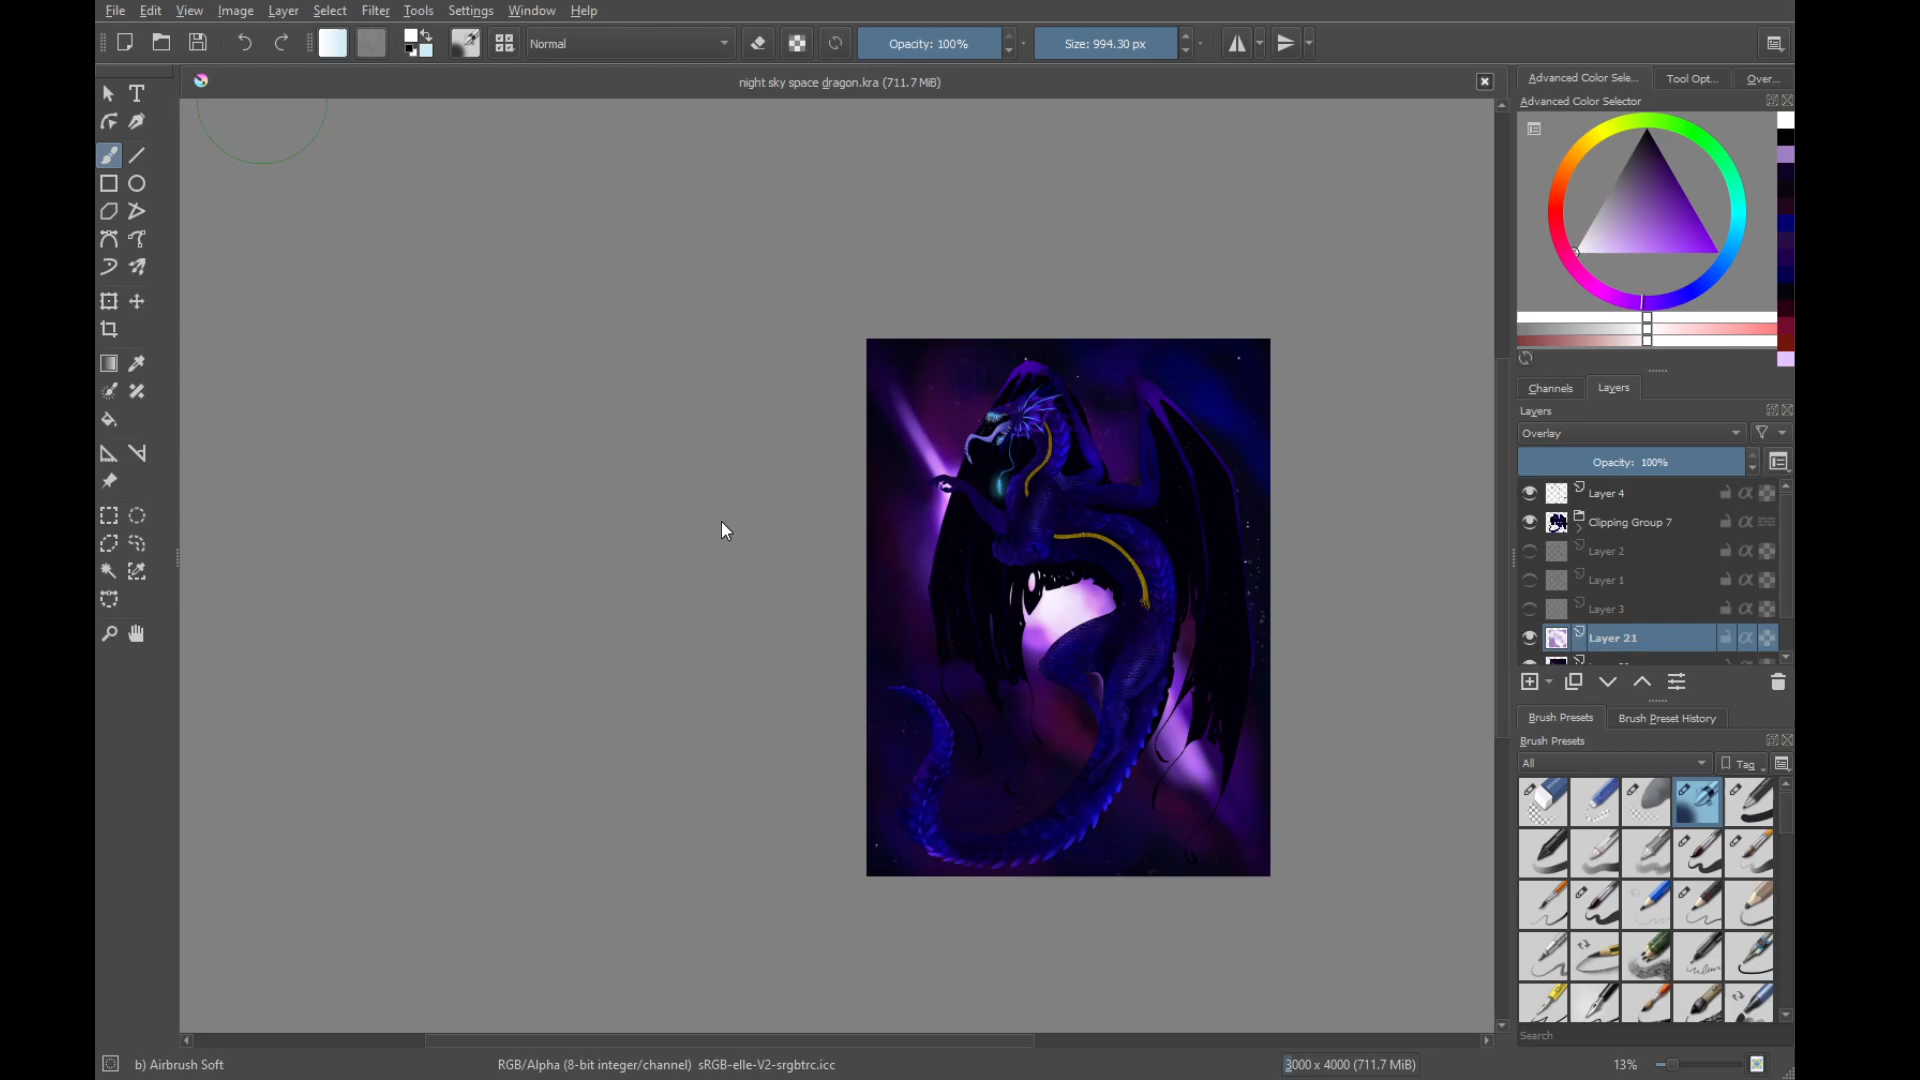 File Edit View Image Layer Select Filter Tools Settings Window Help
Normal
Opacity: 100%
Size: 994.30 px
night sky space dragon.kra (711.7 MiB)
Advanced Color Sele... Tool Opt... Over...
Advanced Color Selector
Channels Layers
Layers
Overlay
Opacity: 100%
Layer 4
Clipping Group 7
Layer 2
Layer 1
Layer 3
Layer 21
Brush Presets Brush Preset History
Brush Presets
All Tag
Search
b) Airbrush Soft
RGB/Alpha (8-bit integer/channel) sRGB-elle-V2-srgbtrc.icc
3000 x 4000 (711.7 MiB)
13%